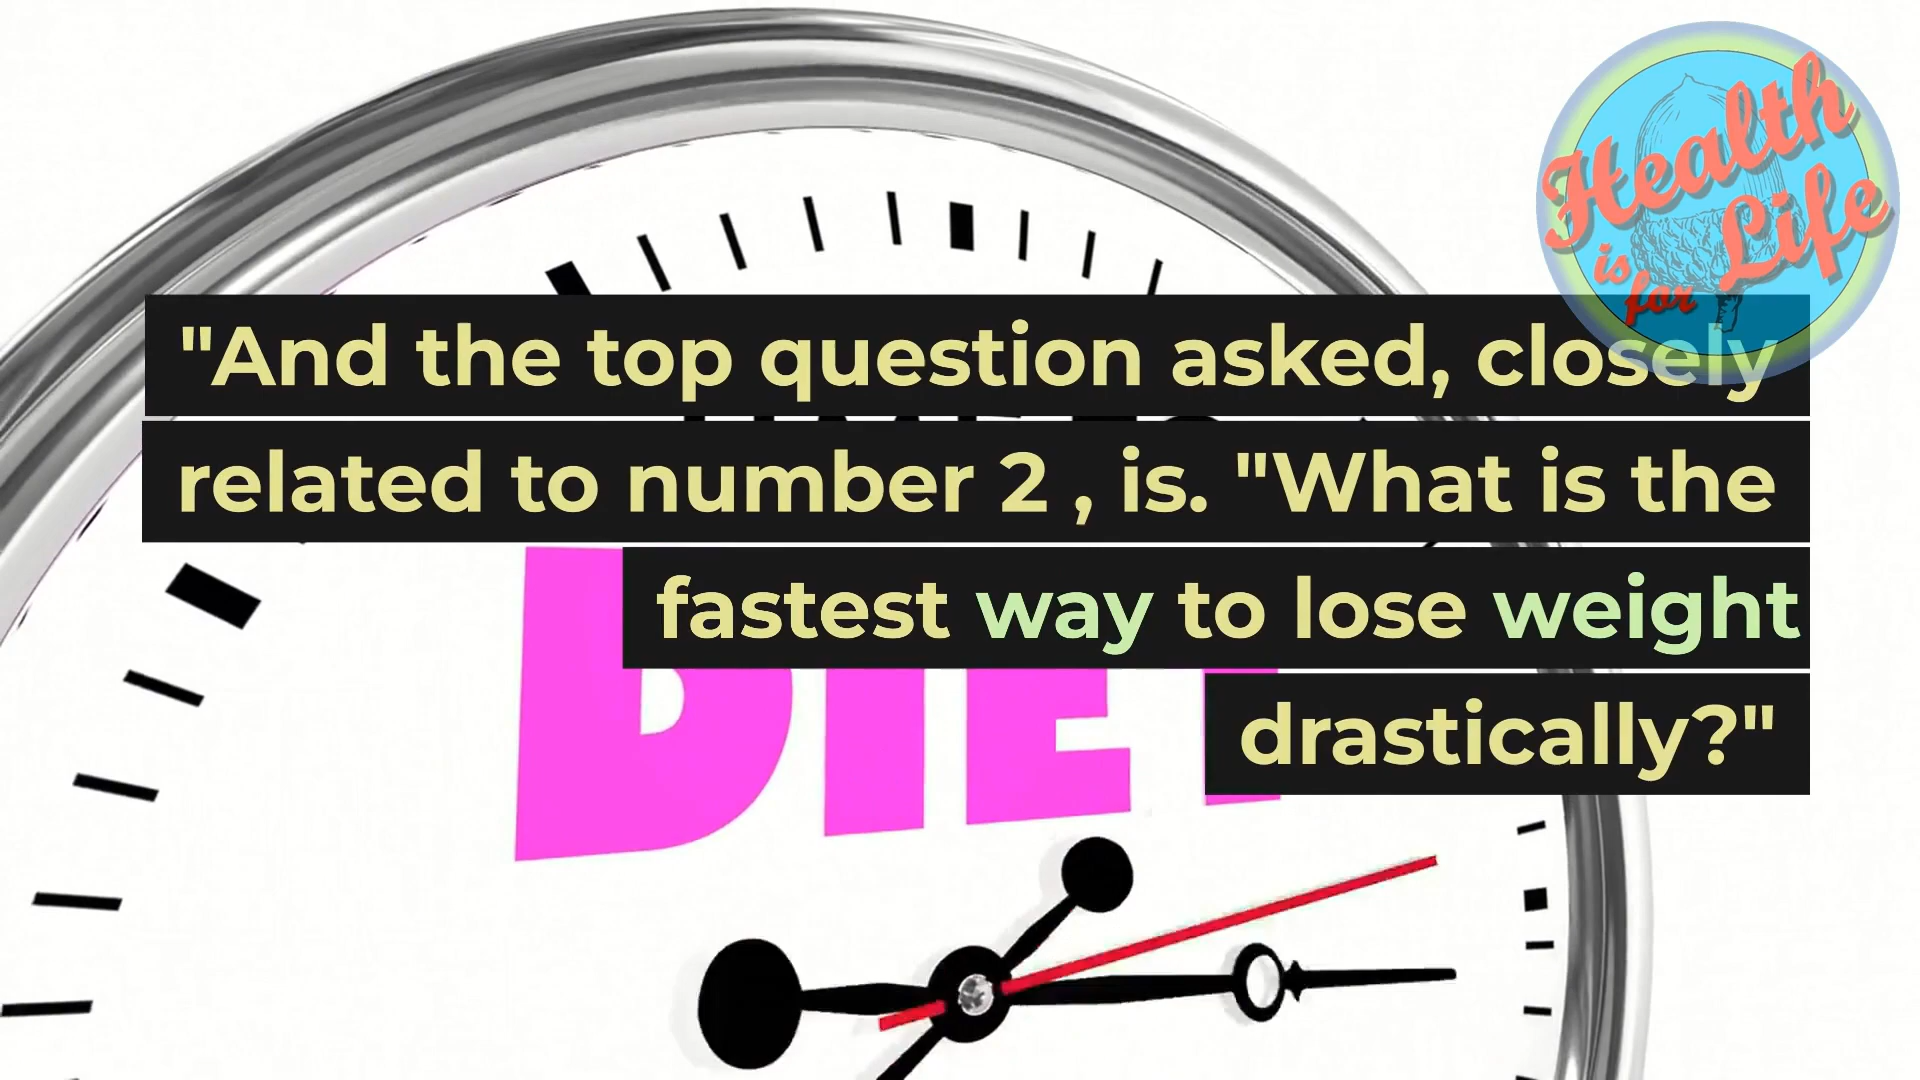 Health
is
for Life
"And the top question asked, closely
related to number 2 , is. "What is the
fastest way to lose weight
drastically?"
DIET